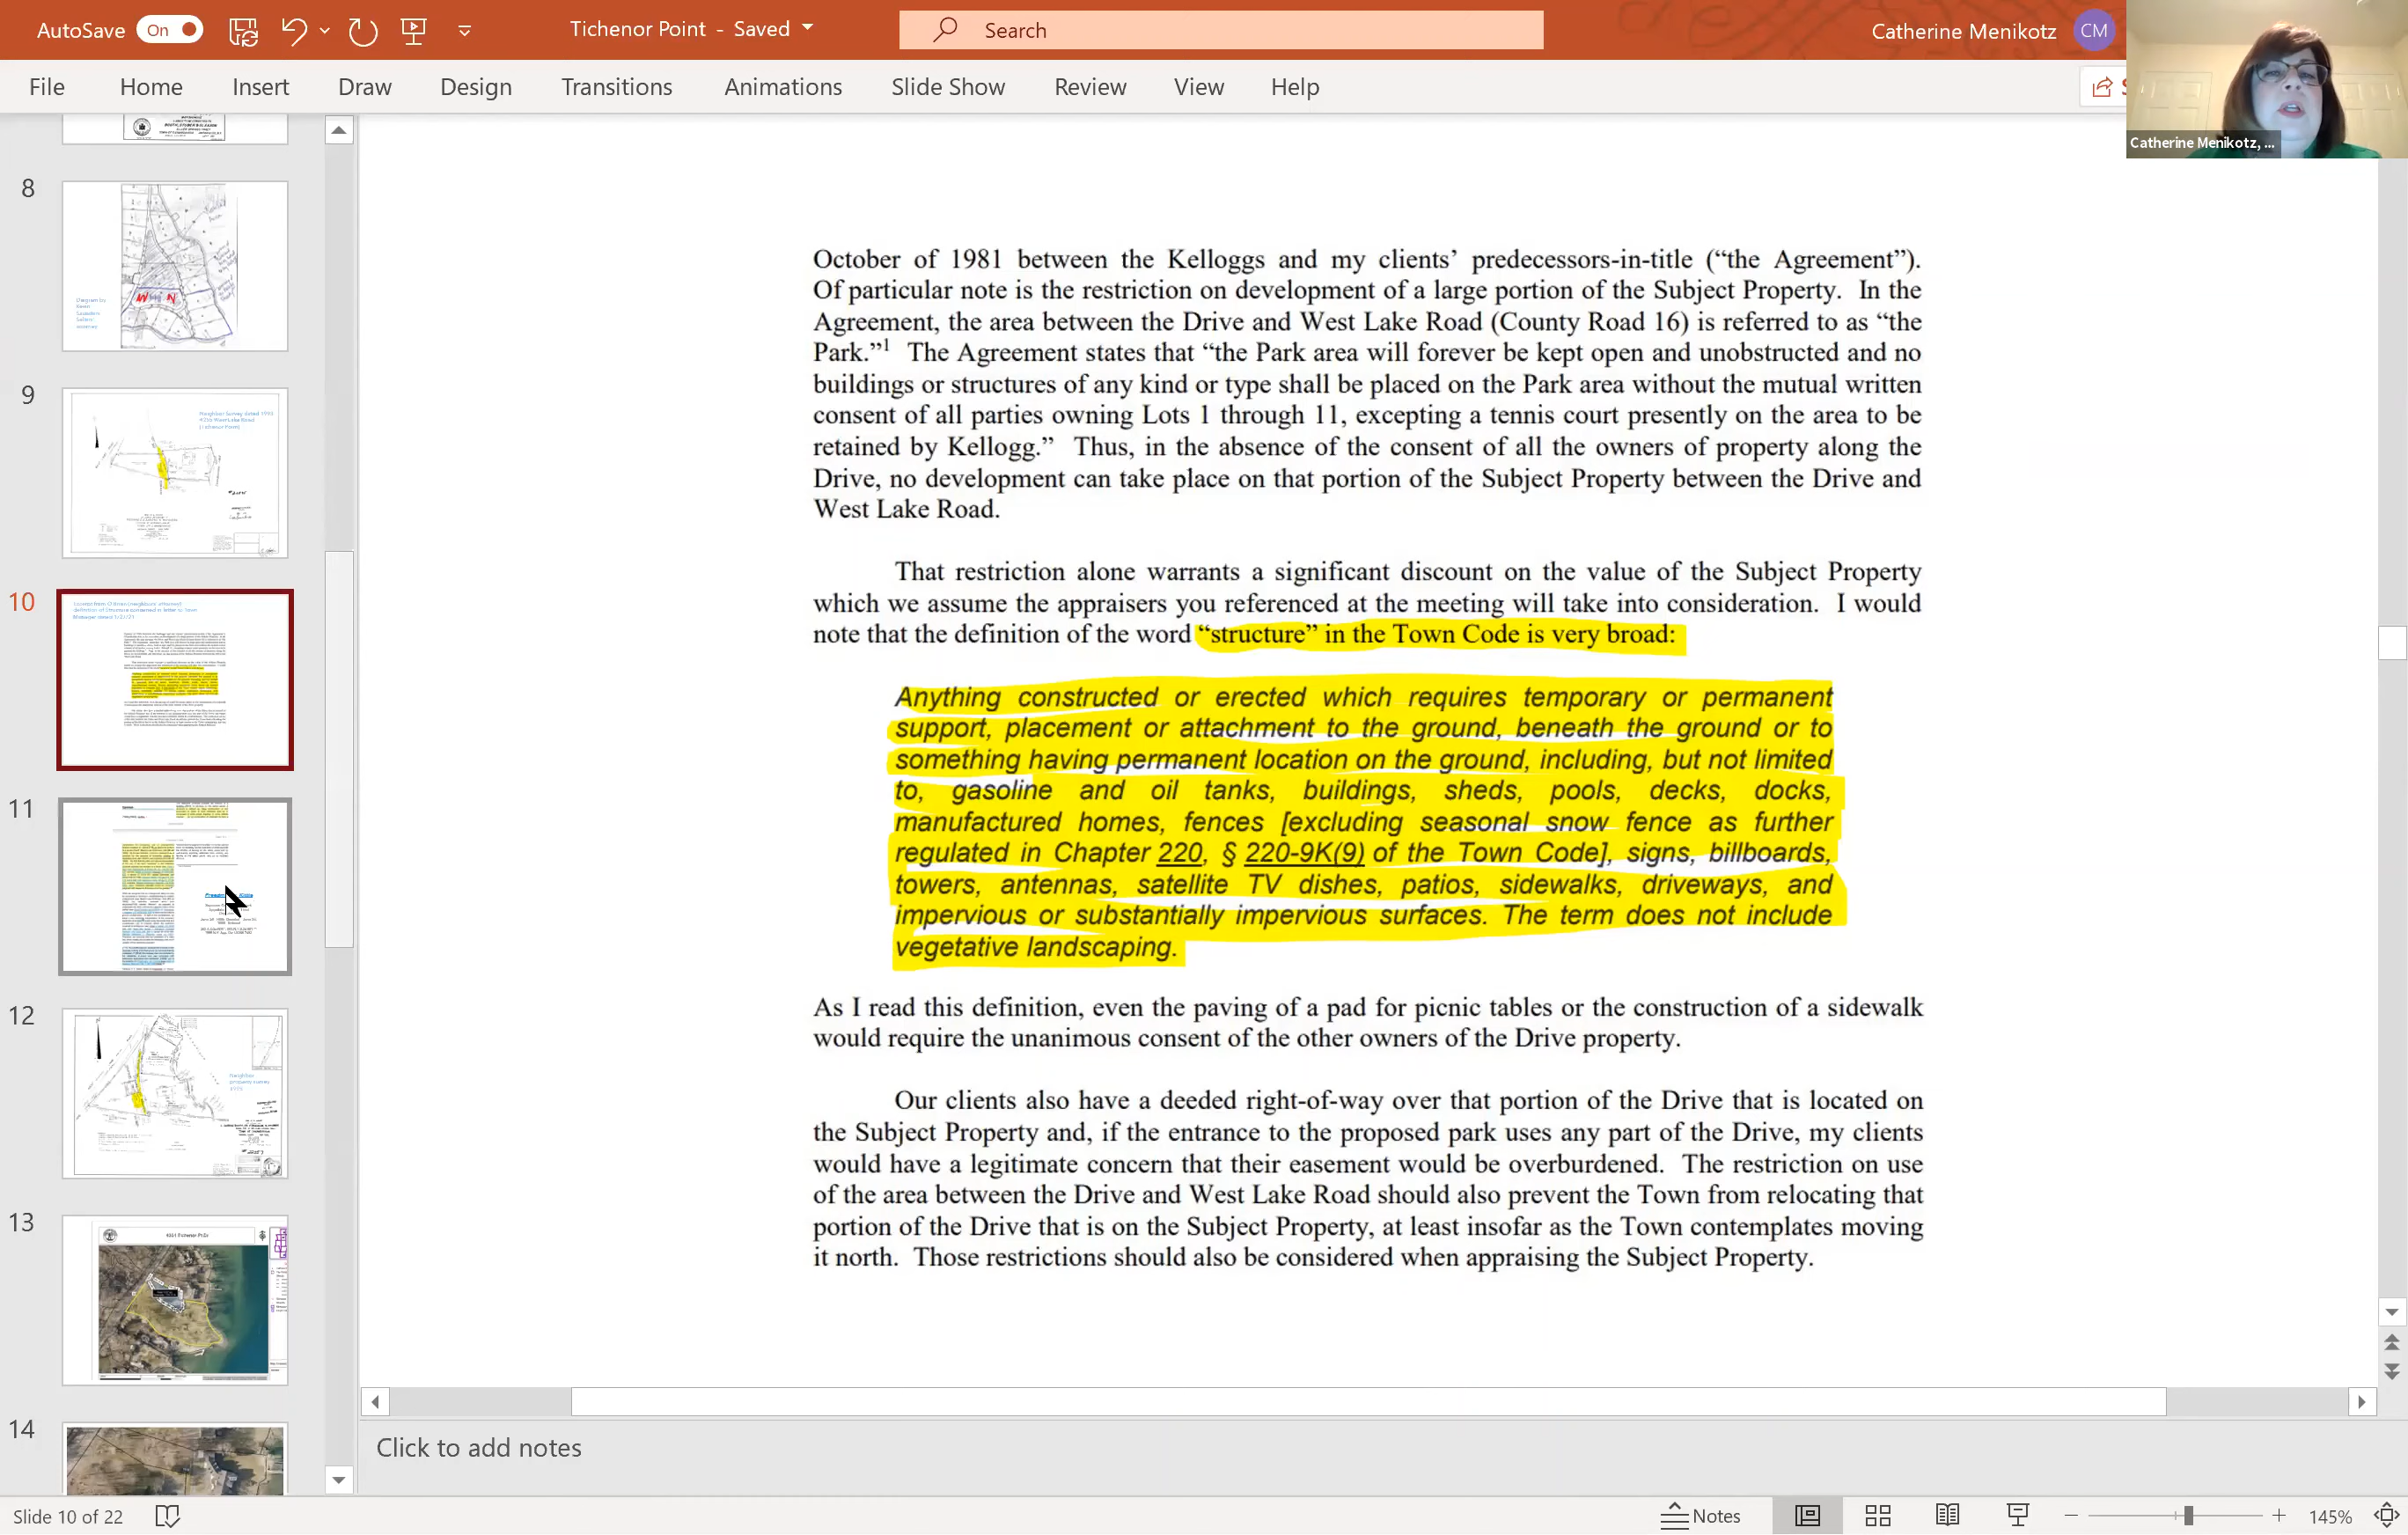 AutoSave On
Tichenor Point - Saved
Search
Catherine Menikotz CM
File Home Insert Draw Design Transitions Animations Slide Show Review View Help
Catherine Menikotz, ...
8
9
10
11
12
13
14
October of 1981 between the Kelloggs and my clients’ predecessors-in-title (“the Agreement”).
Of particular note is the restriction on development of a large portion of the Subject Property. In the
Agreement, the area between the Drive and West Lake Road (County Road 16) is referred to as “the
Park.”1 The Agreement states that “the Park area will forever be kept open and unobstructed and no
buildings or structures of any kind or type shall be placed on the Park area without the mutual written
consent of all parties owning Lots 1 through 11, excepting a tennis court presently on the area to be
retained by Kellogg.” Thus, in the absence of the consent of all the owners of property along the
Drive, no development can take place on that portion of the Subject Property between the Drive and
West Lake Road.
That restriction alone warrants a significant discount on the value of the Subject Property
which we assume the appraisers you referenced at the meeting will take into consideration. I would
note that the definition of the word “structure” in the Town Code is very broad:
Anything constructed or erected which requires temporary or permanent
support, placement or attachment to the ground, beneath the ground or to
something having permanent location on the ground, including, but not limited
to, gasoline and oil tanks, buildings, sheds, pools, decks, docks,
manufactured homes, fences [excluding seasonal snow fence as further
regulated in Chapter 220, § 220-9K(9) of the Town Code], signs, billboards,
towers, antennas, satellite TV dishes, patios, sidewalks, driveways, and
impervious or substantially impervious surfaces. The term does not include
vegetative landscaping.
As I read this definition, even the paving of a pad for picnic tables or the construction of a sidewalk
would require the unanimous consent of the other owners of the Drive property.
Our clients also have a deeded right-of-way over that portion of the Drive that is located on
the Subject Property and, if the entrance to the proposed park uses any part of the Drive, my clients
would have a legitimate concern that their easement would be overburdened. The restriction on use
of the area between the Drive and West Lake Road should also prevent the Town from relocating that
portion of the Drive that is on the Subject Property, at least insofar as the Town contemplates moving
it north. Those restrictions should also be considered when appraising the Subject Property.
Click to add notes
Slide 10 of 22
Notes
145%